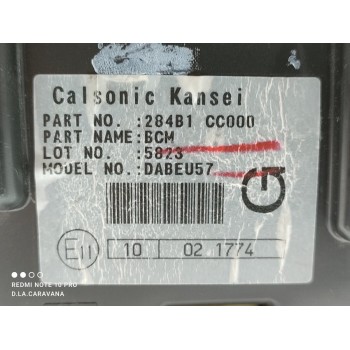 Calsonic Kansei
PART NO. :284B1 CC000
PART NAME:BCM
LOT NO. :5823
MODEL NO.:DABEU57
G
E11 10 02 1774
REDMI NOTE 10 PRO
D.LA.CARAVANA